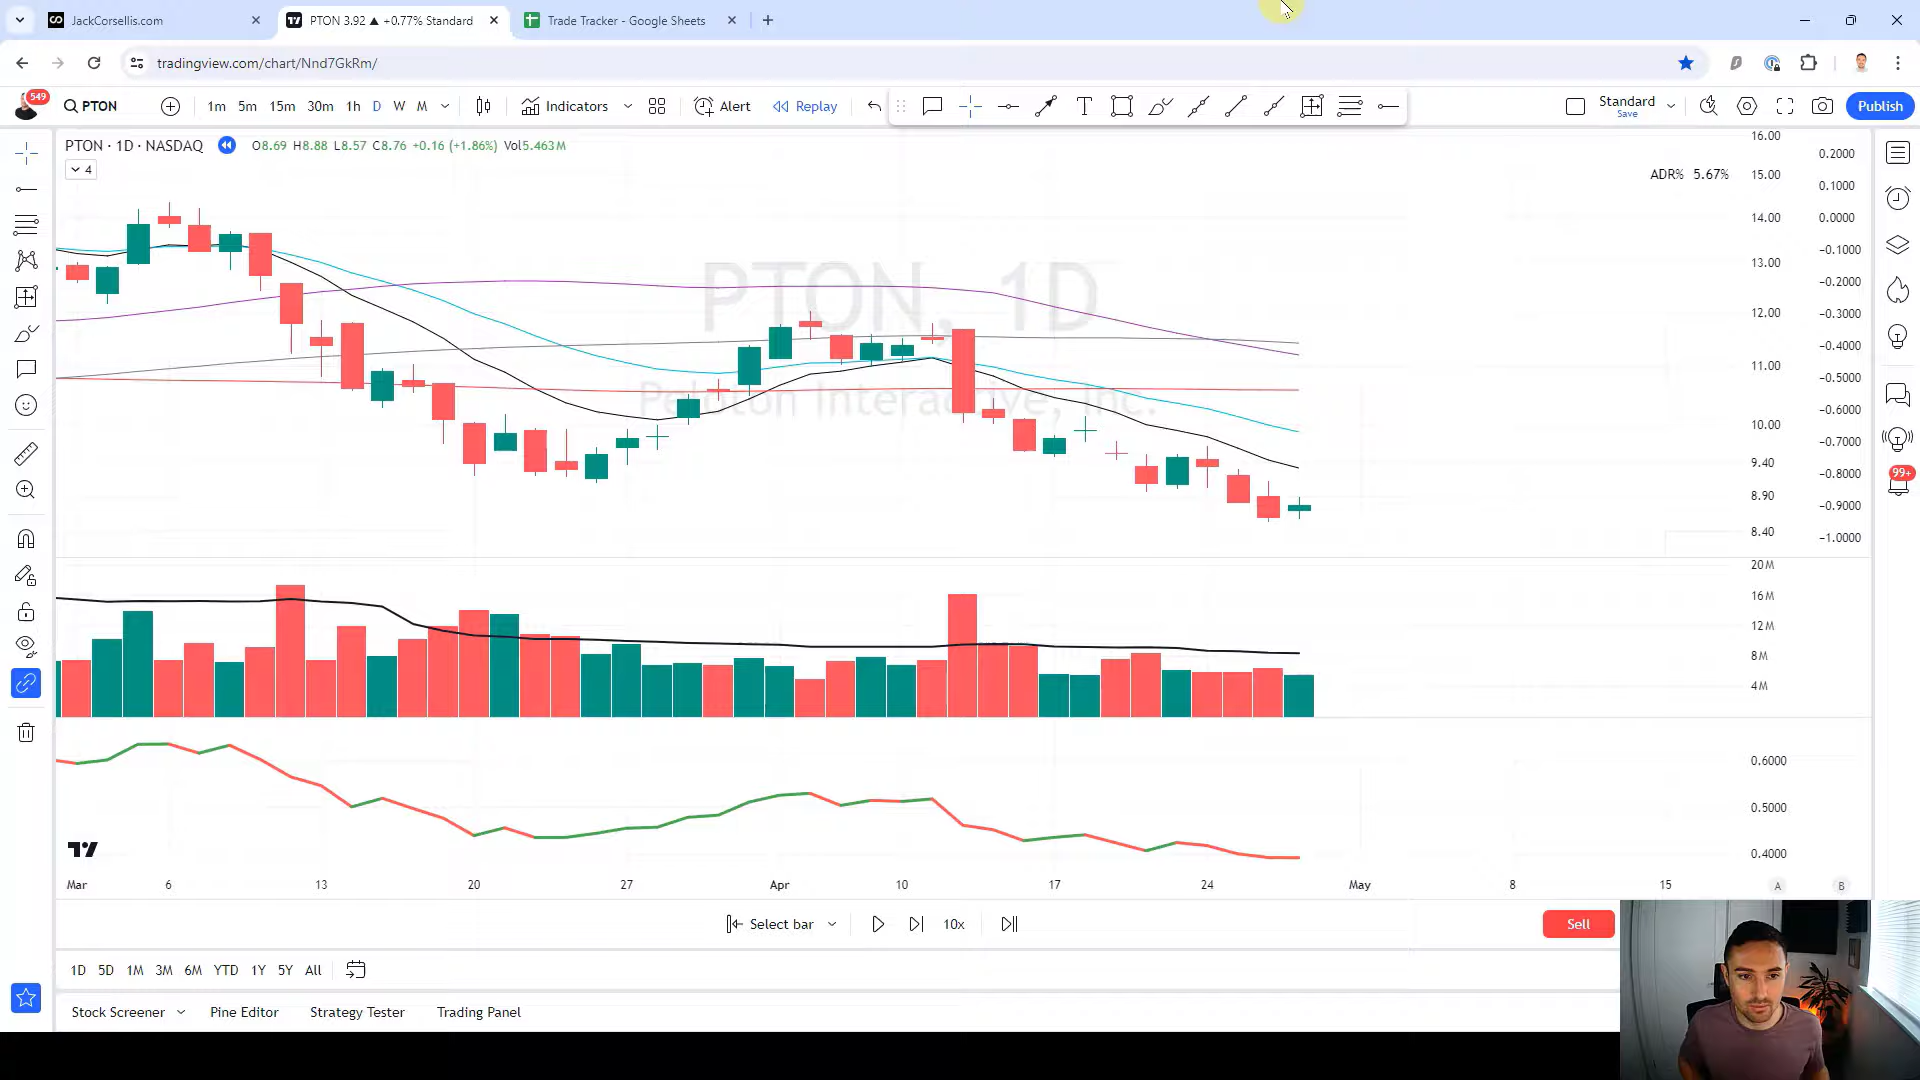 JackCorsellis.com
PTON 3.92 ▲ +0.77% Standard
Trade Tracker - Google Sheets
tradingview.com/chart/Nnd7GkRm/
549
PTON
1m 5m 15m 30m 1h D W M
Indicators
Alert
Replay
Standard
Save
Publish
PTON · 1D · NASDAQ
O8.69 H8.88 L8.57 C8.76 +0.16 (+1.86%) Vol5.463M
4
ADR% 5.67%
PTON, 1D
Peloton Interactive, Inc.
16.00
15.00
14.00
13.00
12.00
11.00
10.00
9.40
8.90
8.40
0.2000
0.1000
0.0000
−0.1000
−0.2000
−0.3000
−0.4000
−0.5000
−0.6000
−0.7000
−0.8000
−0.9000
−1.0000
99+
20M
16M
12M
8M
4M
0.6000
0.5000
0.4000
Mar 6 13 20 27 Apr 10 17 24 May 8 15
A B
Select bar
10x
Sell
1D 5D 1M 3M 6M YTD 1Y 5Y All
Stock Screener
Pine Editor
Strategy Tester
Trading Panel